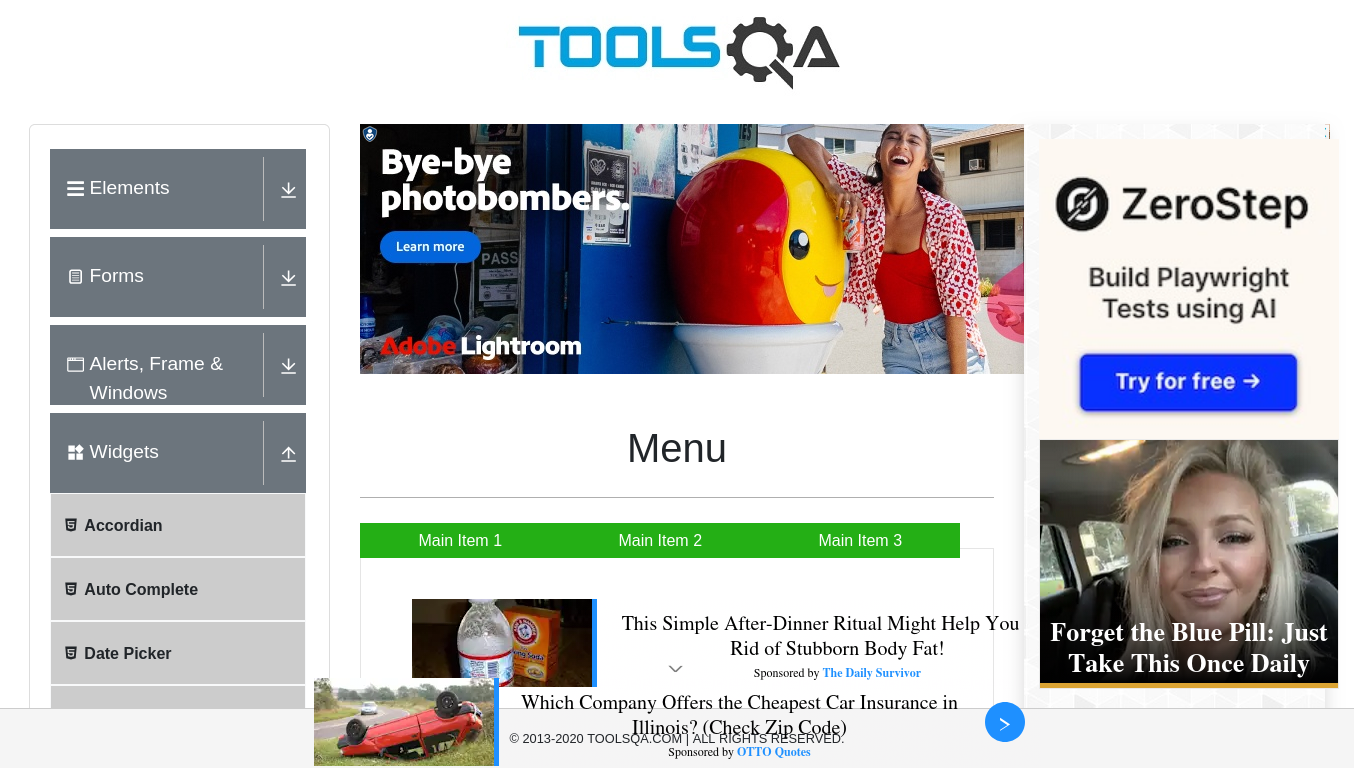 TOOLSQA
Elements
Forms
Alerts, Frame &
Windows
Widgets
Accordian
Auto Complete
Date Picker
Bye-bye
photobombers.
Learn more
PASS
Adobe Lightroom
Menu
Main Item 1
Main Item 2
Main Item 3
ARM & HAMMER
This Simple After-Dinner Ritual Might Help You
Rid of Stubborn Body Fat!
Sponsored by The Daily Survivor
Which Company Offers the Cheapest Car Insurance in
Illinois? (Check Zip Code)
Sponsored by OTTO Quotes
© 2013-2020 TOOLSQA.COM | ALL RIGHTS RESERVED.
ZeroStep
Build Playwright
Tests using AI
Try for free →
Forget the Blue Pill: Just
Take This Once Daily